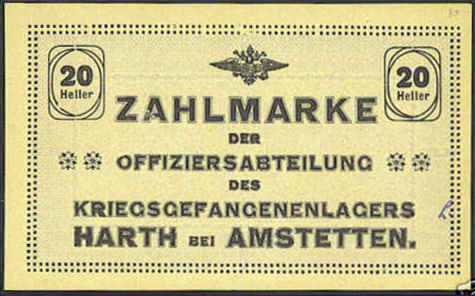 20 Heller
20 Heller
ZAHLMARKE
DER
OFFIZIERSABTEILUNG
DES
KRIEGSGEFANGENENLAGERS
HARTH BEI AMSTETTEN.